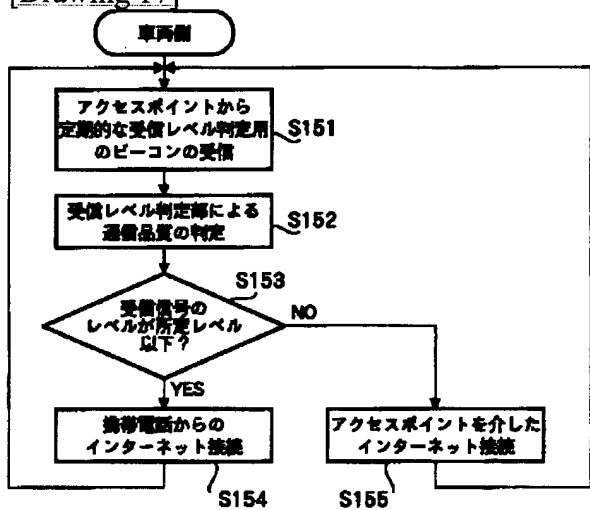 [Drawing 17]
車両側
アクセスポイントから
定期的な受信レベル判定用
のビーコンの受信
S151
受信レベル判定部による
通信品質の判定
S152
S153
受信信号の
レベルが所定レベル
以下？
NO
YES
携帯電話からの
インターネット接続
アクセスポイントを介した
インターネット接続
S154
S155